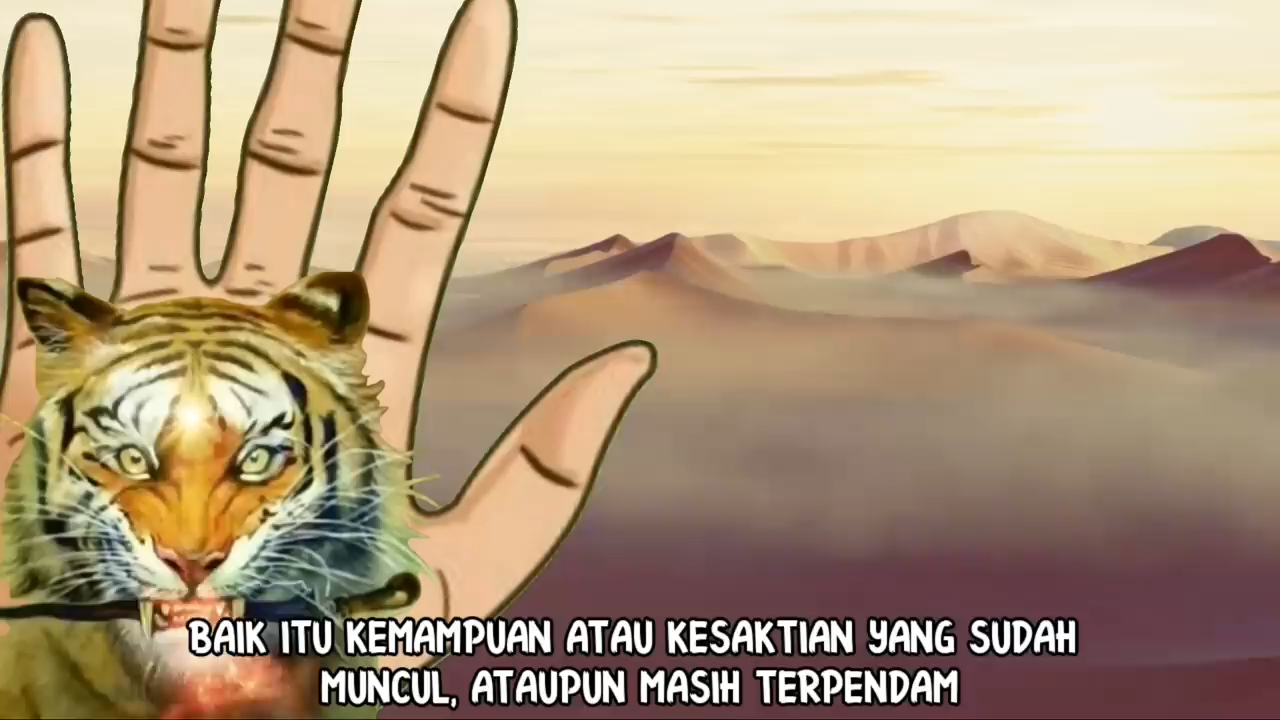 BAIK ITU KEMAMPUAN ATAU KESAKTIAN YANG SUDAH
MUNCUL, ATAUPUN MASIH TERPENDAM